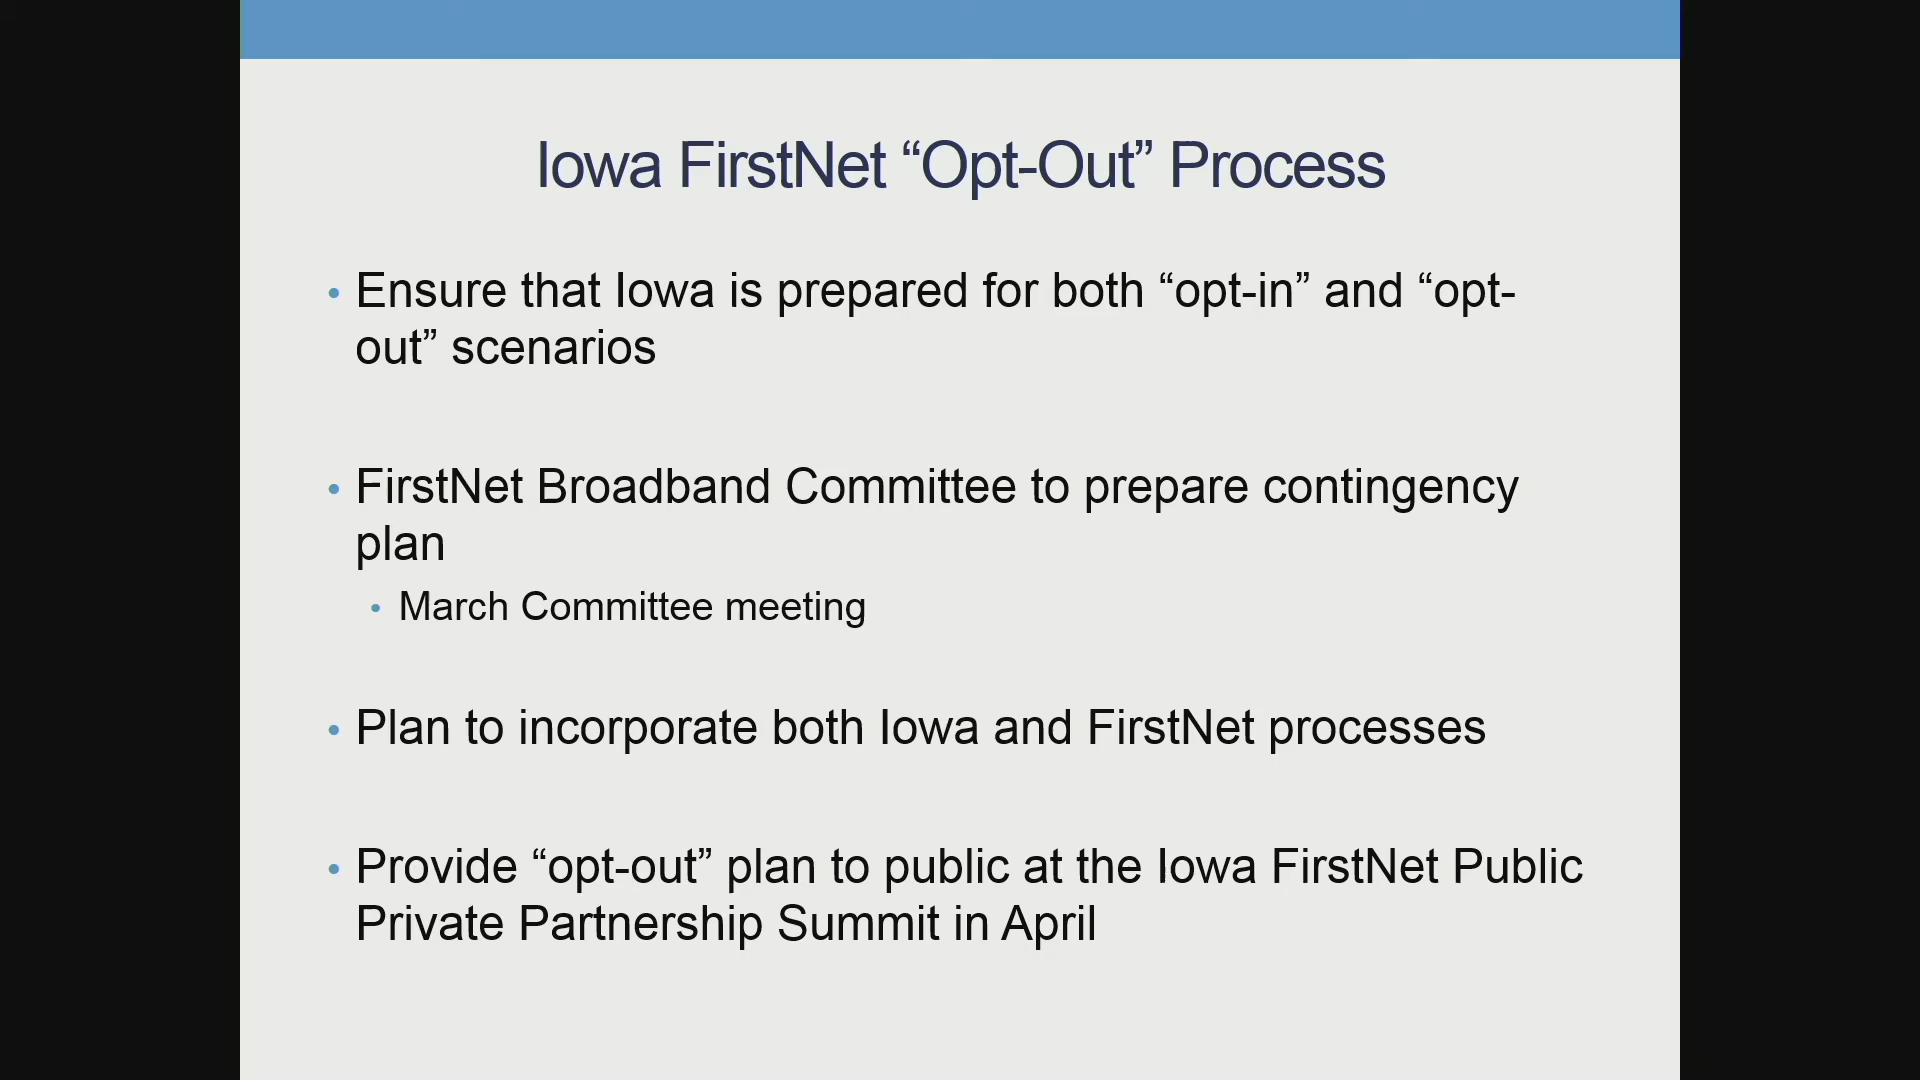 Iowa FirstNet “Opt-Out” Process
• Ensure that Iowa is prepared for both “opt-in” and “opt-
out” scenarios
• FirstNet Broadband Committee to prepare contingency
plan
• March Committee meeting
• Plan to incorporate both Iowa and FirstNet processes
• Provide “opt-out” plan to public at the Iowa FirstNet Public
Private Partnership Summit in April